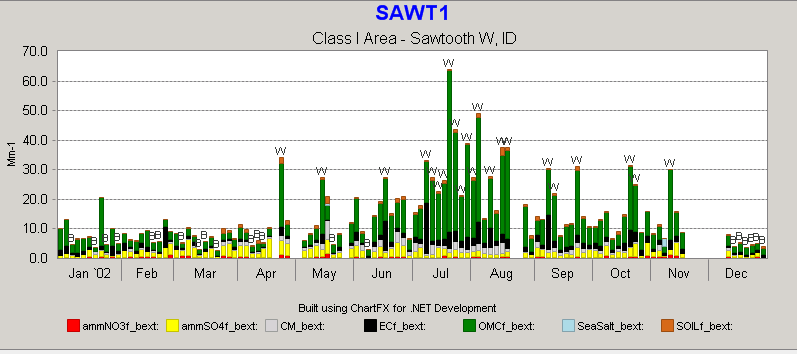 SAWT1
Class I Area - Sawtooth W, ID
70.0
60.0
50.0
40.0
30.0
20.0
10.0
0.0
Mm-1
Jan `02 Feb Mar Apr May Jun Jul Aug Sep Oct Nov Dec
Built using ChartFX for .NET Development
ammNO3f_bext: ammSO4f_bext: CM_bext: ECf_bext: OMCf_bext: SeaSalt_bext: SOILf_bext: